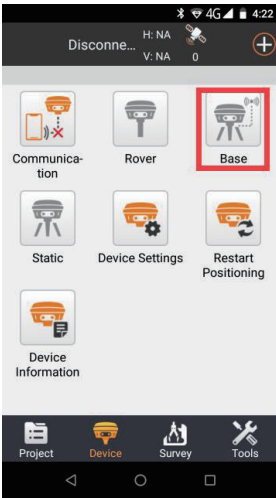 4G 4:22
Disconne... H: NA
V: NA 0
Communica-
tion
Rover
Base
Static
Device Settings
Restart
Positioning
Device
Information
Project Device Survey Tools